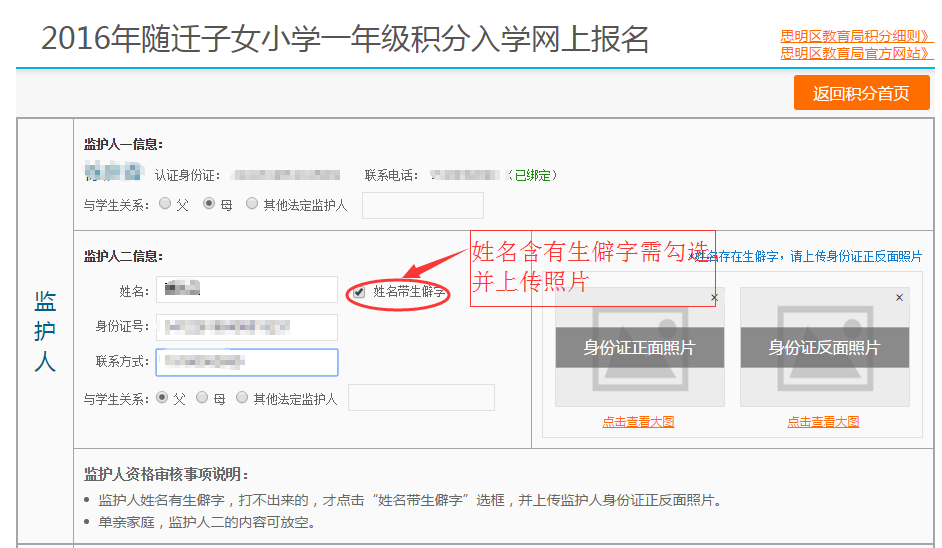 2016年随迁子女小学一年级积分入学网上报名
思明区教育局积分细则》
思明区教育局官方网站》
返回积分首页
监护人
监护人一信息：
认证身份证： 联系电话： （已绑定）
与学生关系： 父 母 其他法定监护人
监护人二信息：
姓名： 姓名带生僻字
身份证号：
联系方式：
与学生关系： 父 母 其他法定监护人
姓名含有生僻字需勾选
并上传照片
姓名存在生僻字，请上传身份证正反面照片
× ×
身份证正面照片 身份证反面照片
点击查看大图 点击查看大图
监护人资格审核事项说明：
• 监护人姓名有生僻字，打不出来的，才点击“姓名带生僻字”选框，并上传监护人身份证正反面照片。
• 单亲家庭，监护人二的内容可放空。